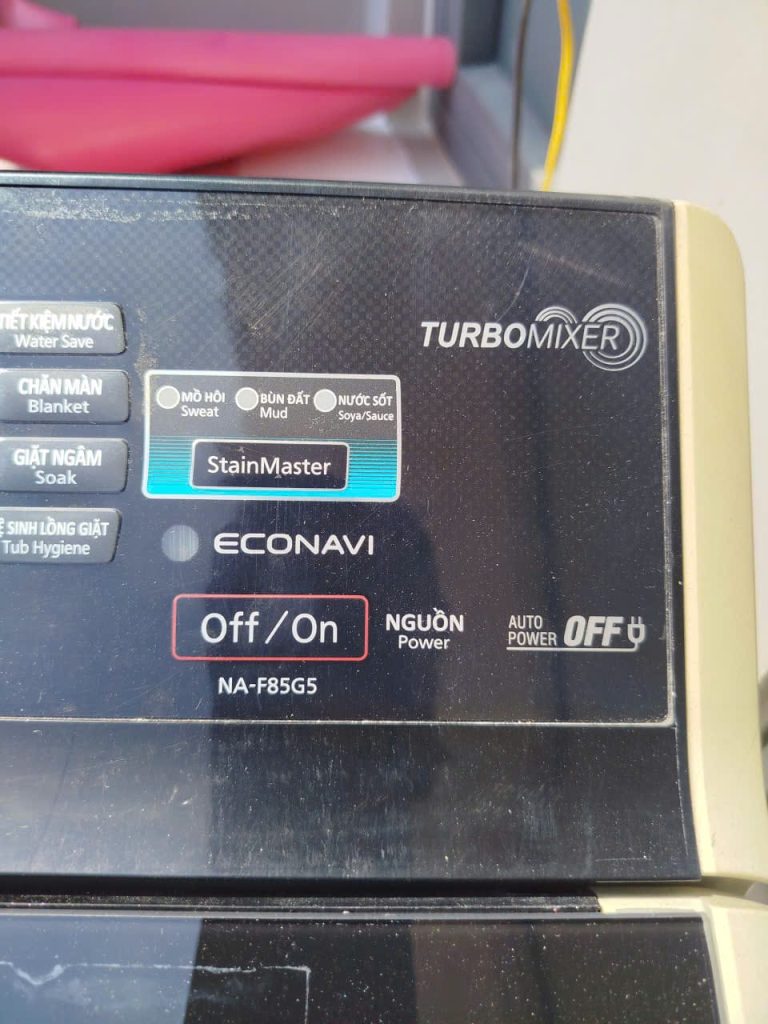 TIẾT KIỆM NƯỚC
Water Save
TURBOMIXER
CHĂN MÀN
Blanket
MỒ HÔI
Sweat
BÙN ĐẤT
Mud
NƯỚC SỐT
Soya/Sauce
GIẶT NGÂM
Soak
StainMaster
SINH LỒNG GIẶT
Tub Hygiene
ECONAVI
Off/On
NGUỒN
Power
AUTO
POWER OFF
NA-F85G5